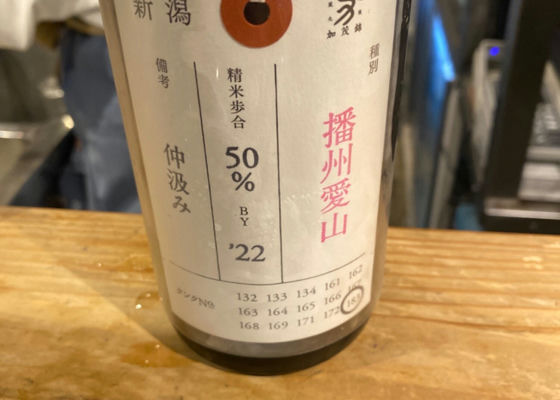 加茂錦
種別
播州愛山
精米歩合
50
%
BY
'22
新潟
備考
仲汲み
タンクNo
132 133 134 161 162
163 164 165 166
168 169 171 172 183